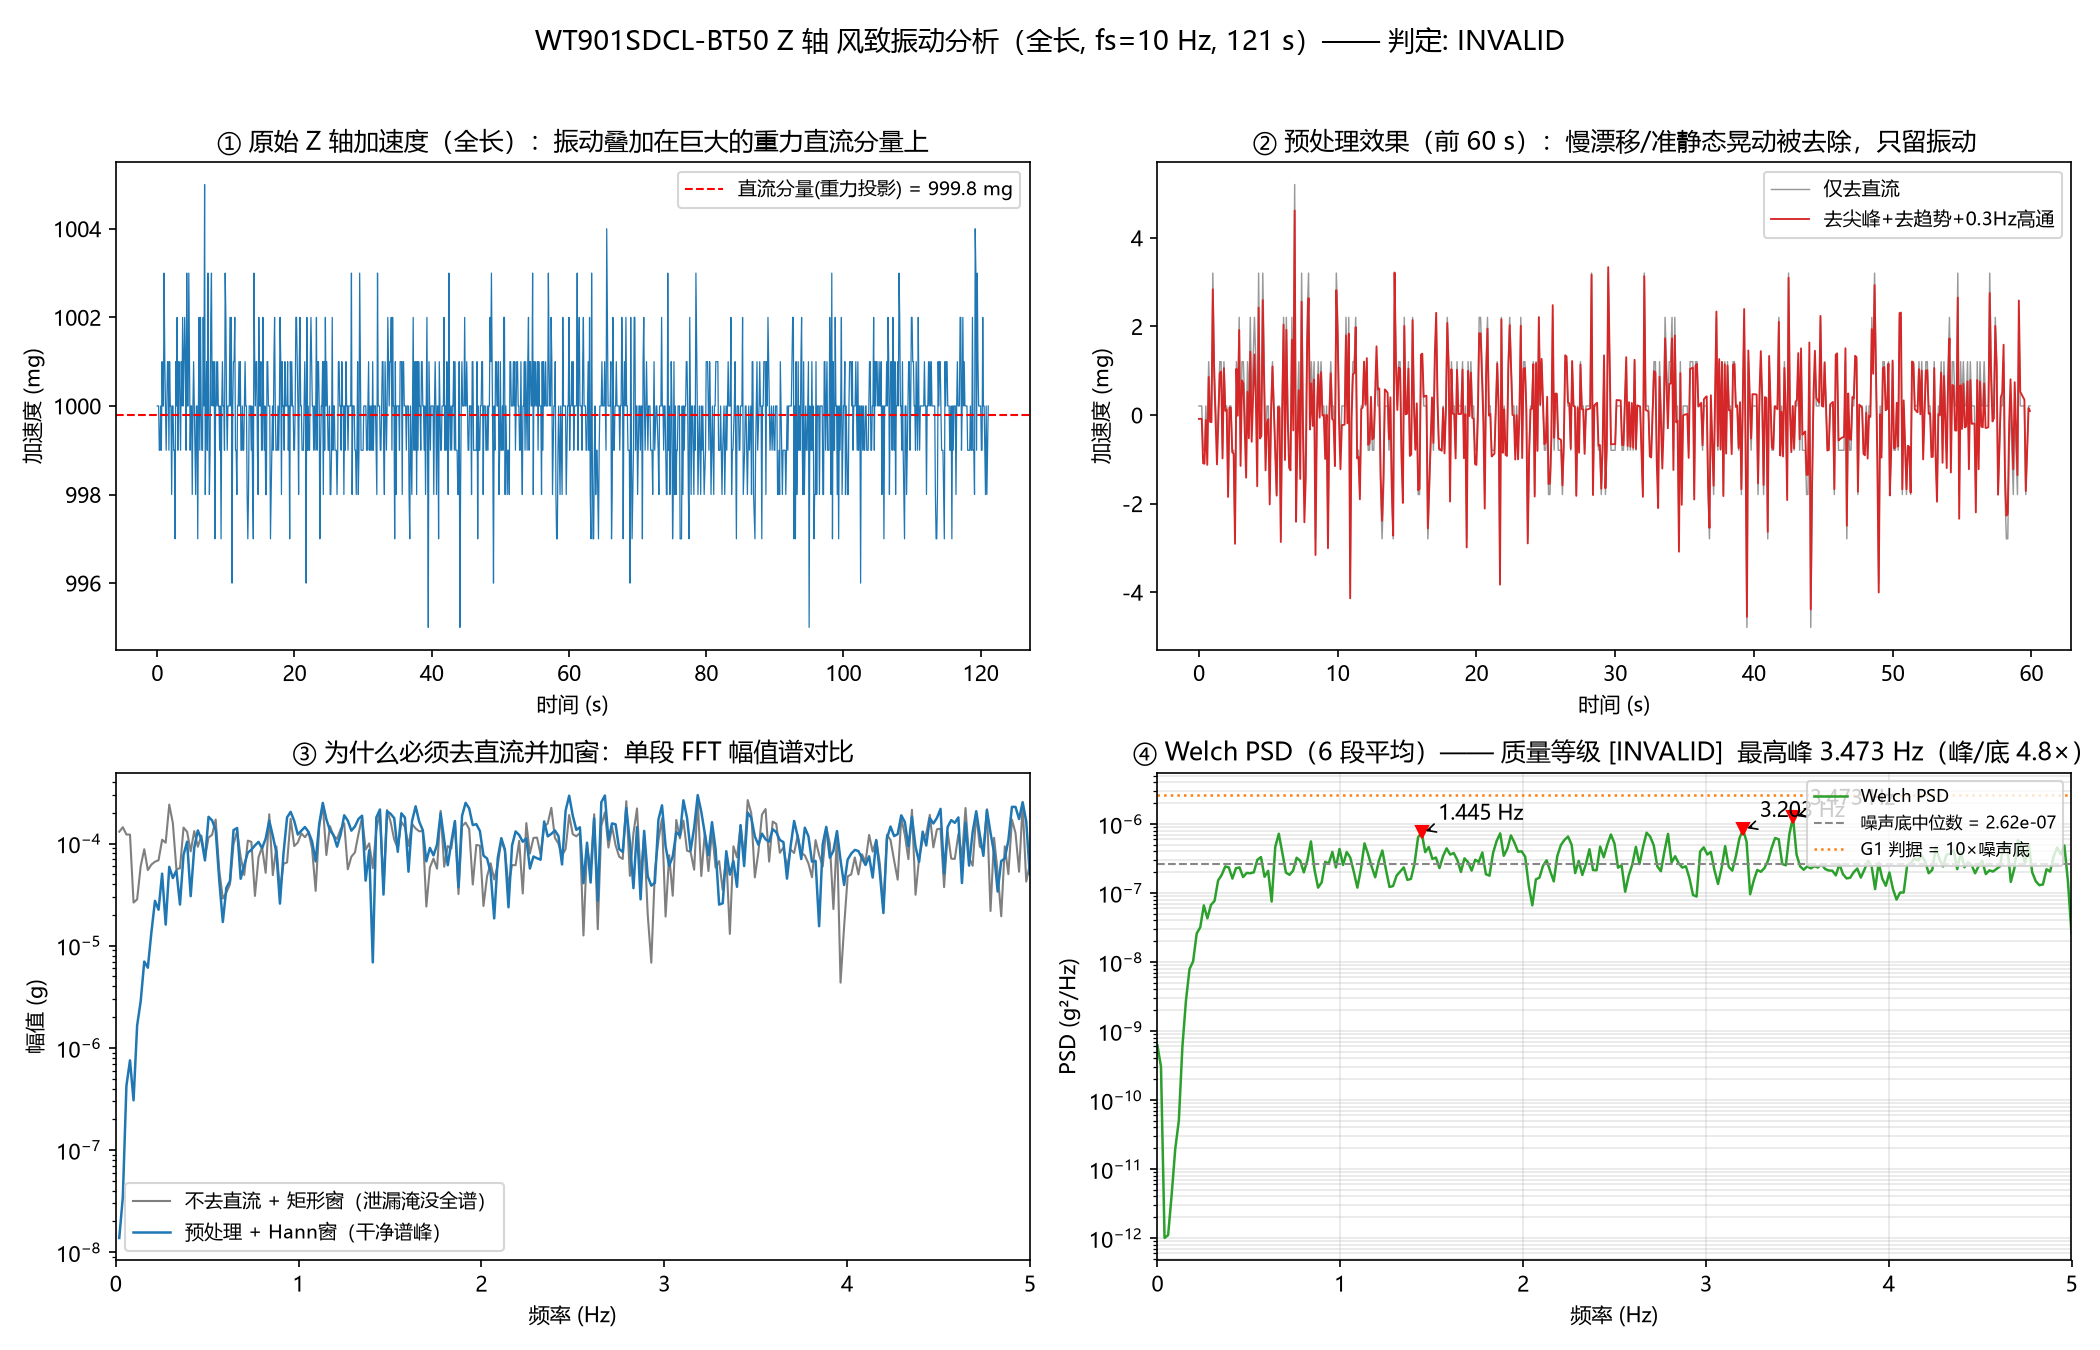 WT901SDCL-BT50 Z 轴 风致振动分析（全长, fs=10 Hz, 121 s）—— 判定: INVALID
① 原始 Z 轴加速度（全长）：振动叠加在巨大的重力直流分量上
直流分量(重力投影) = 999.8 mg
加速度 (mg)
1004
1002
1000
998
996
0 20 40 60 80 100 120
时间 (s)
② 预处理效果（前 60 s）：慢漂移/准静态晃动被去除，只留振动
仅去直流
去尖峰+去趋势+0.3Hz高通
加速度 (mg)
4
2
0
-2
-4
0 10 20 30 40 50 60
时间 (s)
③ 为什么必须去直流并加窗：单段 FFT 幅值谱对比
幅值 (g)
10⁻⁴
10⁻⁵
10⁻⁶
10⁻⁷
10⁻⁸
不去直流 + 矩形窗（泄漏淹没全谱）
预处理 + Hann窗（干净谱峰）
0 1 2 3 4 5
频率 (Hz)
④ Welch PSD（6 段平均）—— 质量等级 [INVALID]  最高峰 3.473 Hz（峰/底 4.8×）
PSD (g²/Hz)
10⁻⁶
10⁻⁷
10⁻⁸
10⁻⁹
10⁻¹⁰
10⁻¹¹
10⁻¹²
1.445 Hz
3.203 Hz
3.473 Hz
Welch PSD
噪声底中位数 = 2.62e-07
G1 判据 = 10×噪声底
0 1 2 3 4 5
频率 (Hz)